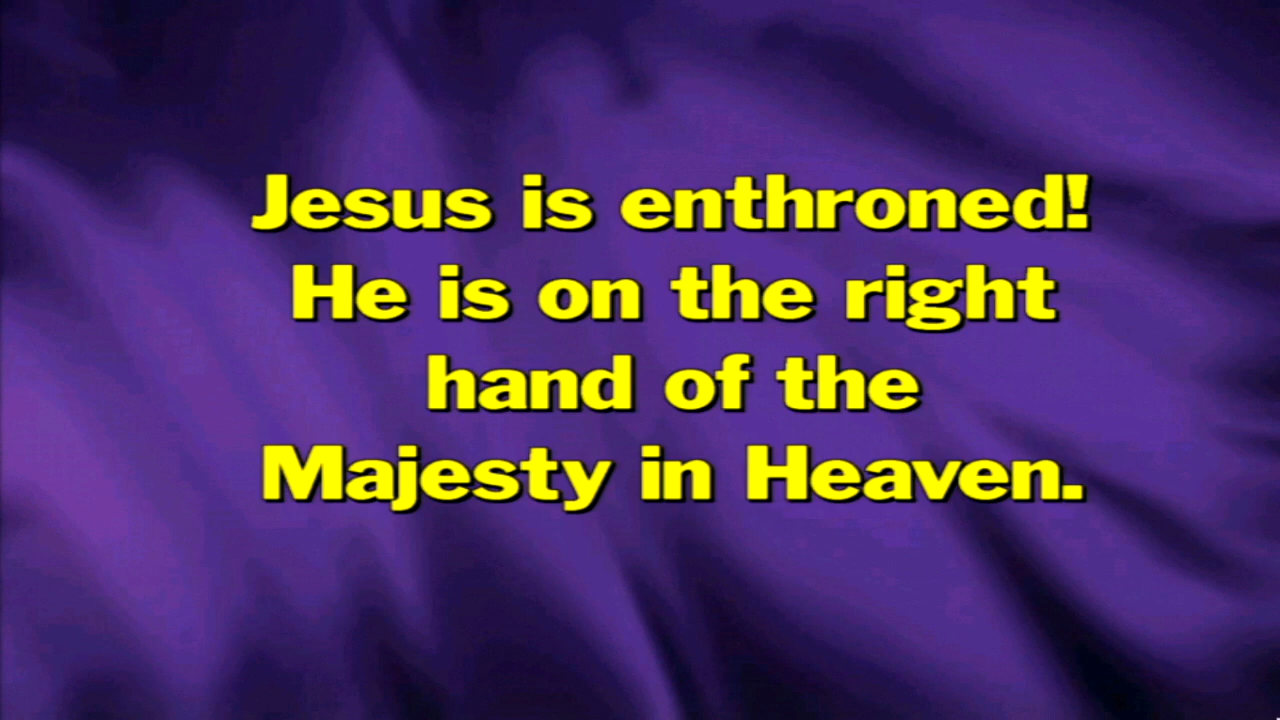 Jesus is enthroned!
He is on the right
hand of the
Majesty in Heaven.